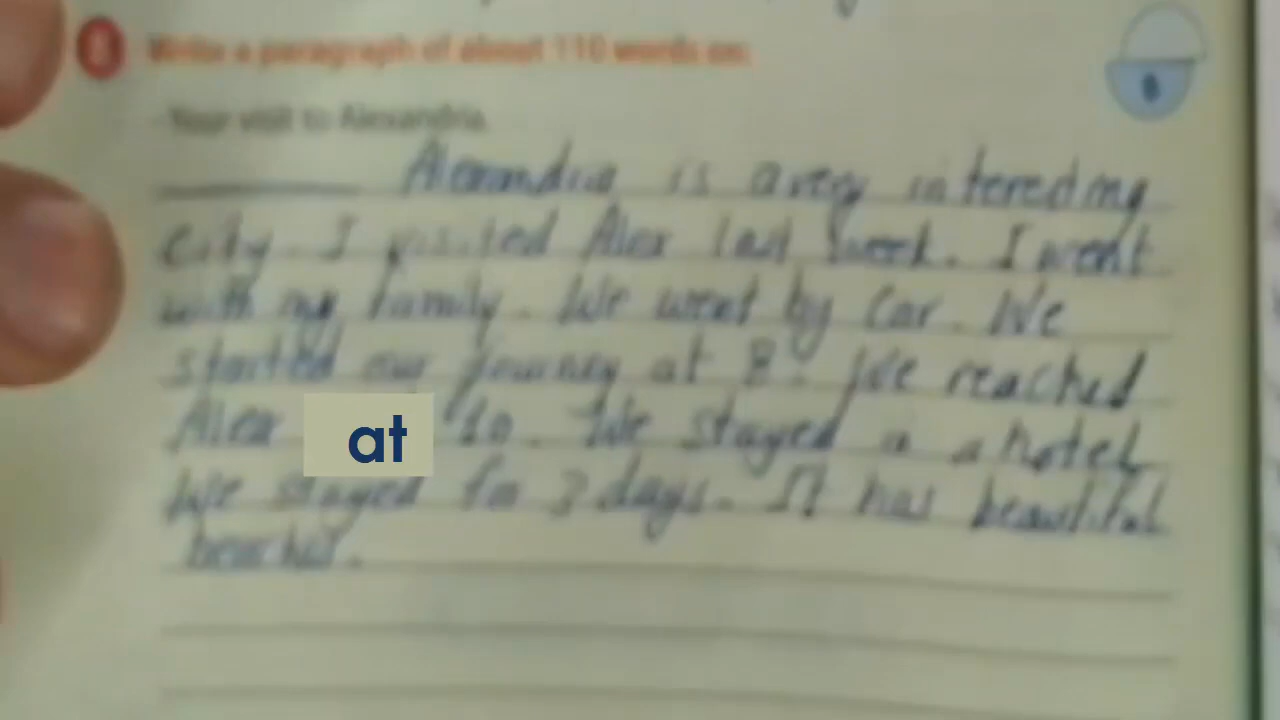 Write a paragraph of about 110 words on:
Your visit to Alexandria.
Alexandria is a very interedmg
city. I visited Alex last week. I went
with my family. We went by Car. We
started our journey at 8. We reached
Alex at 10. We stayed a a hotel
We stayed for 3 days. It has beautiful
beaches.